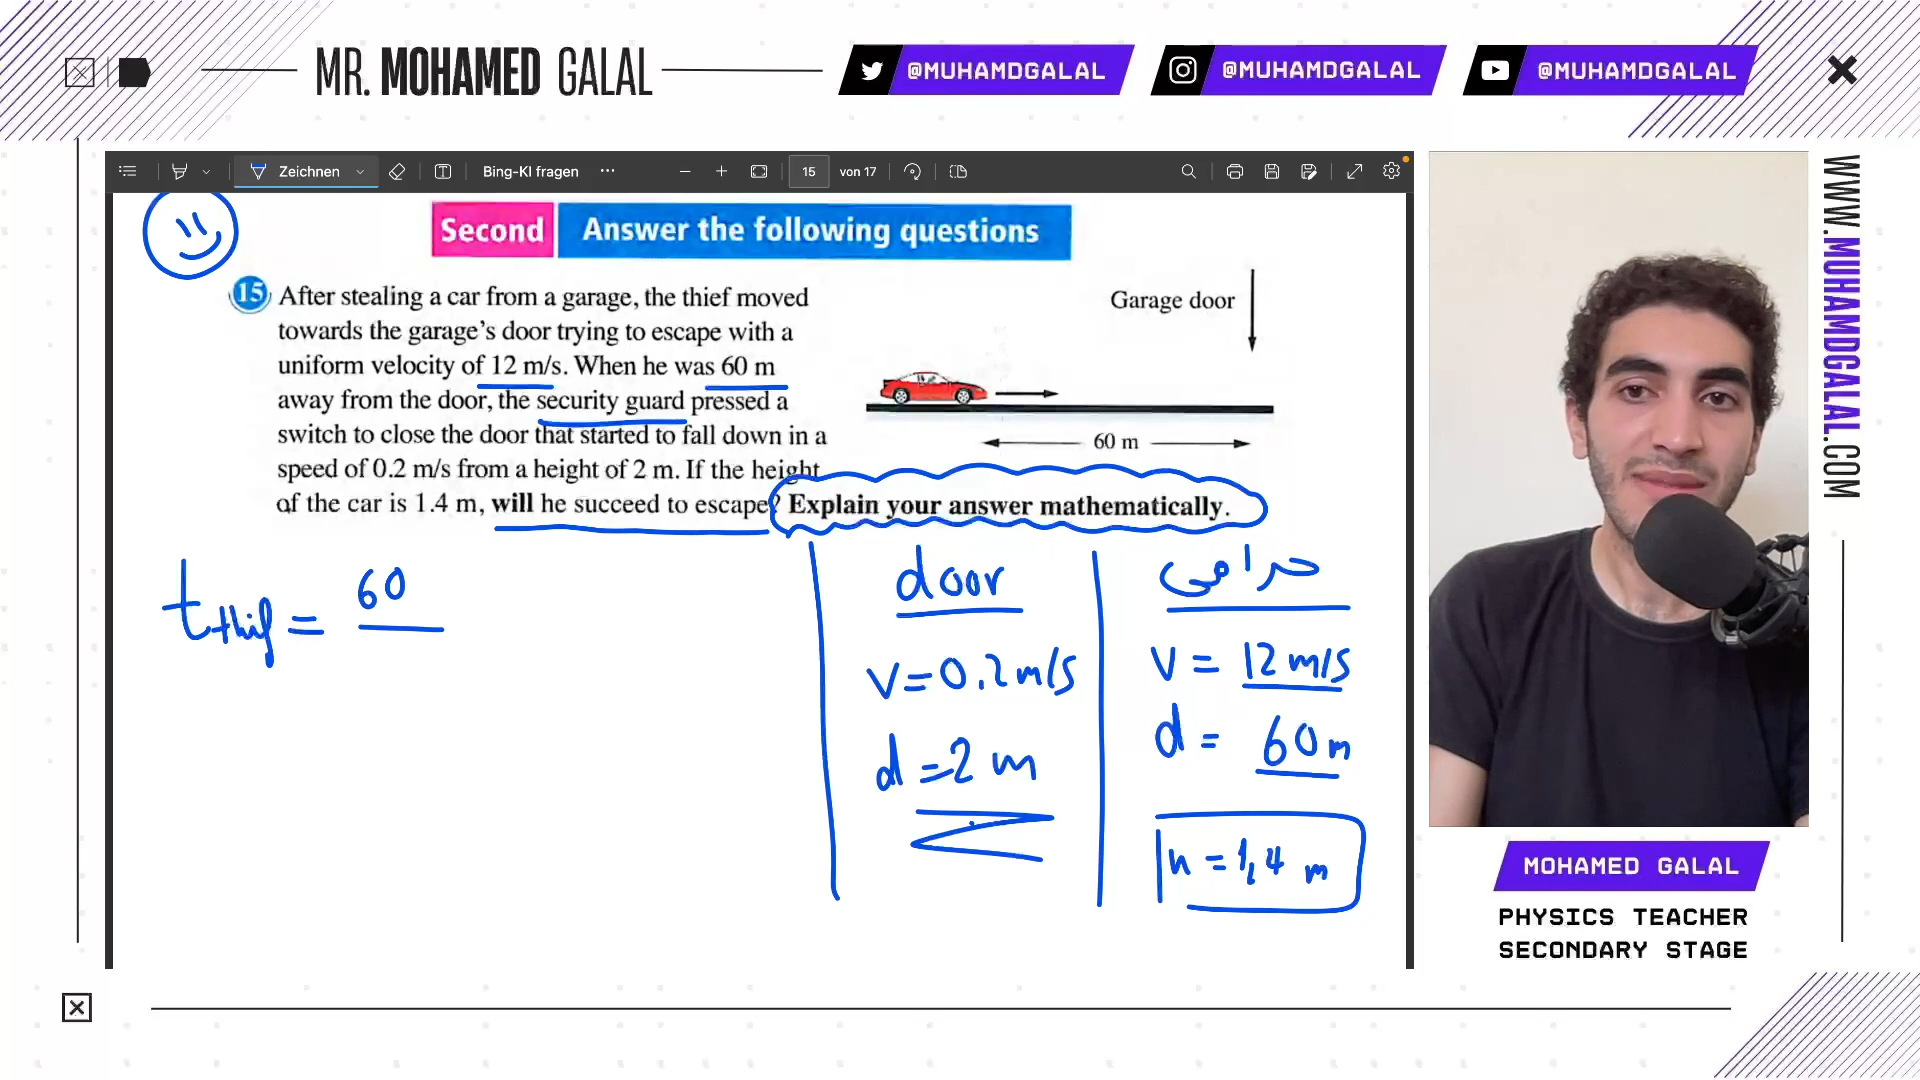 MR. MOHAMED GALAL
@MUHAMDGALAL
@MUHAMDGALAL
@MUHAMDGALAL
Zeichnen
Bing-KI fragen
15 von 17
Second Answer the following questions
15 After stealing a car from a garage, the thief moved
towards the garage's door trying to escape with a
uniform velocity of 12 m/s. When he was 60 m
away from the door, the security guard pressed a
switch to close the door that started to fall down in a
speed of 0.2 m/s from a height of 2 m. If the height
of the car is 1.4 m, will he succeed to escape? Explain your answer mathematically.
Garage door
60 m
t thif = 60
door
v = 0.2 m/s
d = 2 m
حرامى
v = 12 m/s
d = 60 m
h = 1,4 m
WWW.MUHAMDGALAL.COM
MOHAMED GALAL
PHYSICS TEACHER
SECONDARY STAGE